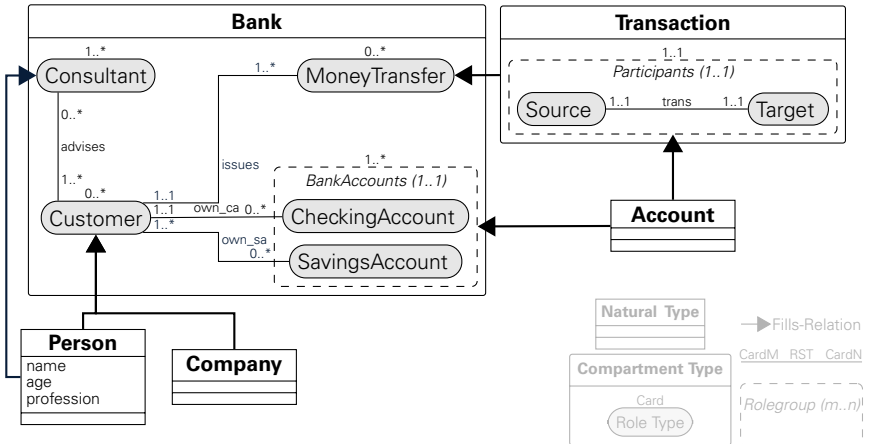 Bank
Transaction
1..*
0..*
1..1
Consultant
1..*
MoneyTransfer
Participants (1..1)
Source
1..1
trans
1..1
Target
0..*
advises
issues
1..*
BankAccounts (1..1)
1..*
0..*
Customer
1..1
1..1
own_ca
0..*
CheckingAccount
1..*
own_sa
0..*
SavingsAccount
Account
Person
name
age
profession
Company
Natural Type
Fills-Relation
CardM RST CardN
Compartment Type
Card
Role Type
Rolegroup (m..n)